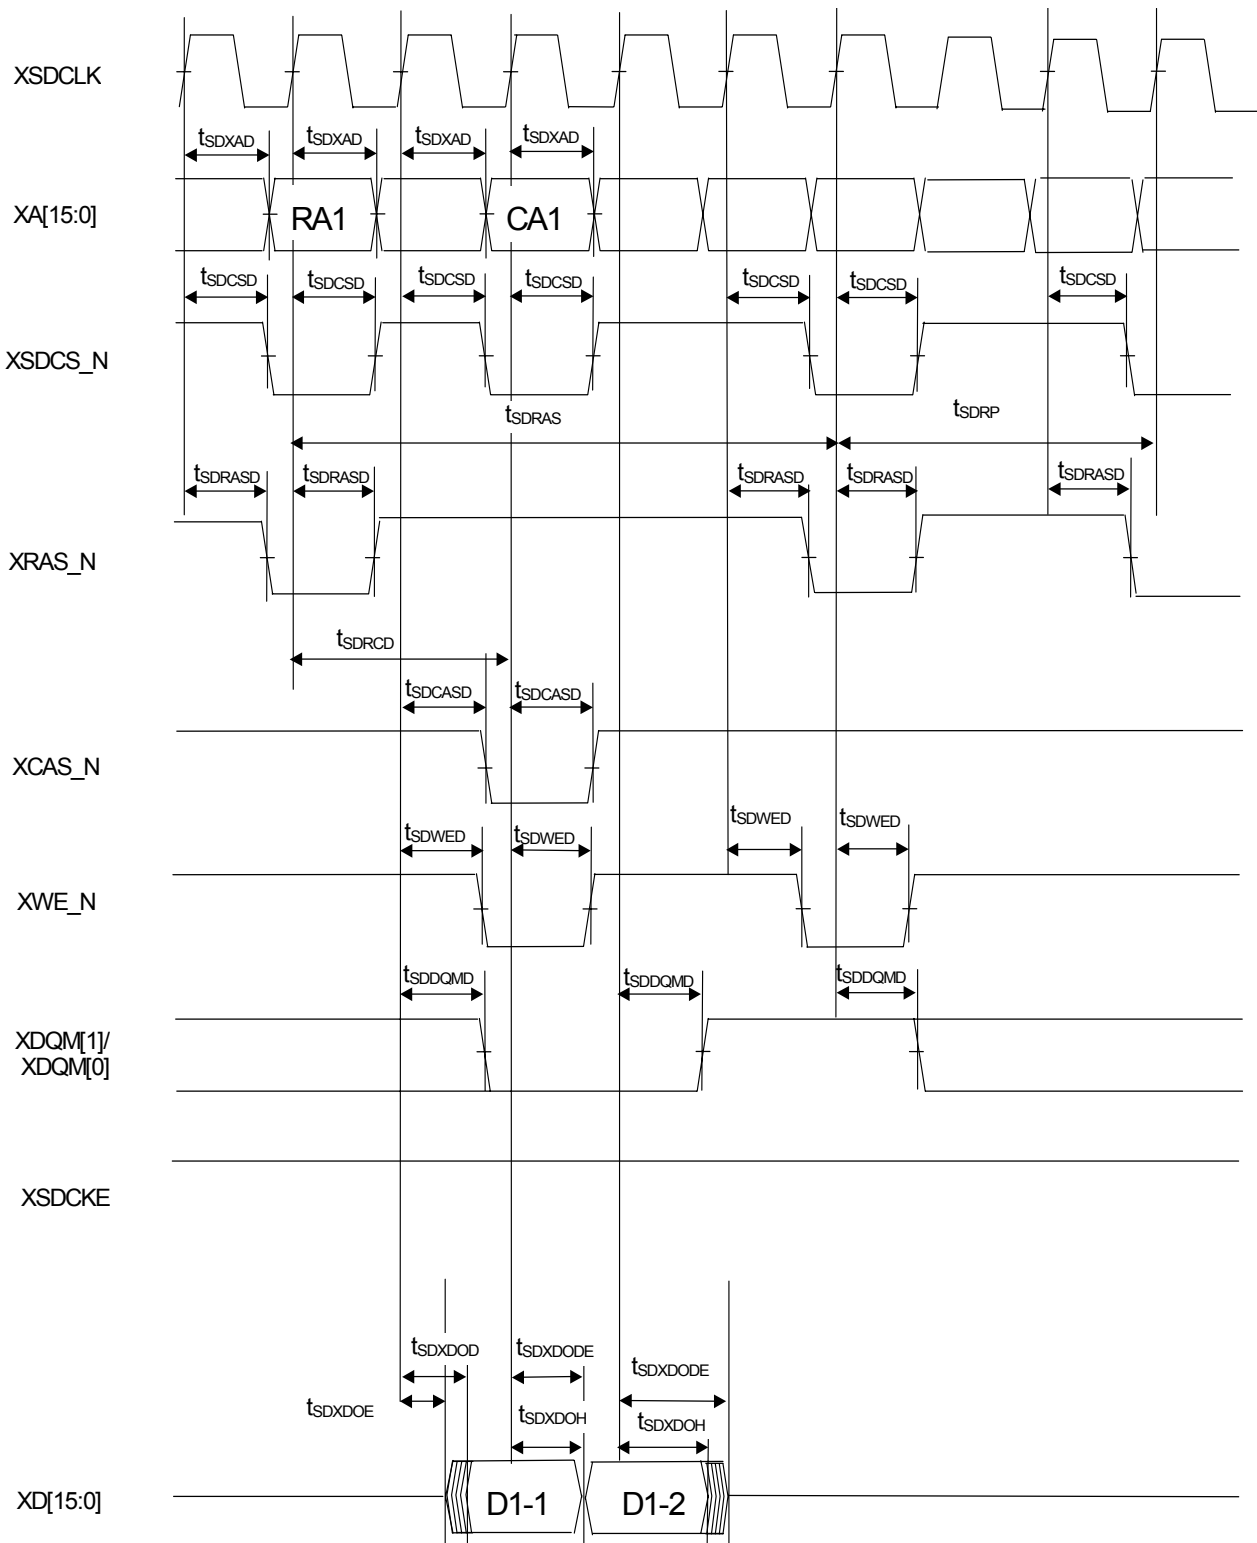 XSDCLK
tSDXAD tSDXAD tSDXAD tSDXAD
XA[15:0] RA1 CA1
tSDCSD tSDCSD tSDCSD tSDCSD tSDCSD tSDCSD tSDCSD
XSDCS_N
tSDRAS tSDRP
tSDRASD tSDRASD tSDRASD tSDRASD tSDRASD
XRAS_N
tSDRCD
tSDCASD tSDCASD
XCAS_N
tSDWED tSDWED tSDWED tSDWED
XWE_N
tSDDQMD tSDDQMD tSDDQMD
XDQM[1]/
XDQM[0]
XSDCKE
tSDXDOD tSDXDODE tSDXDODE
tSDXDOE tSDXDOH tSDXDOH
XD[15:0] D1-1 D1-2